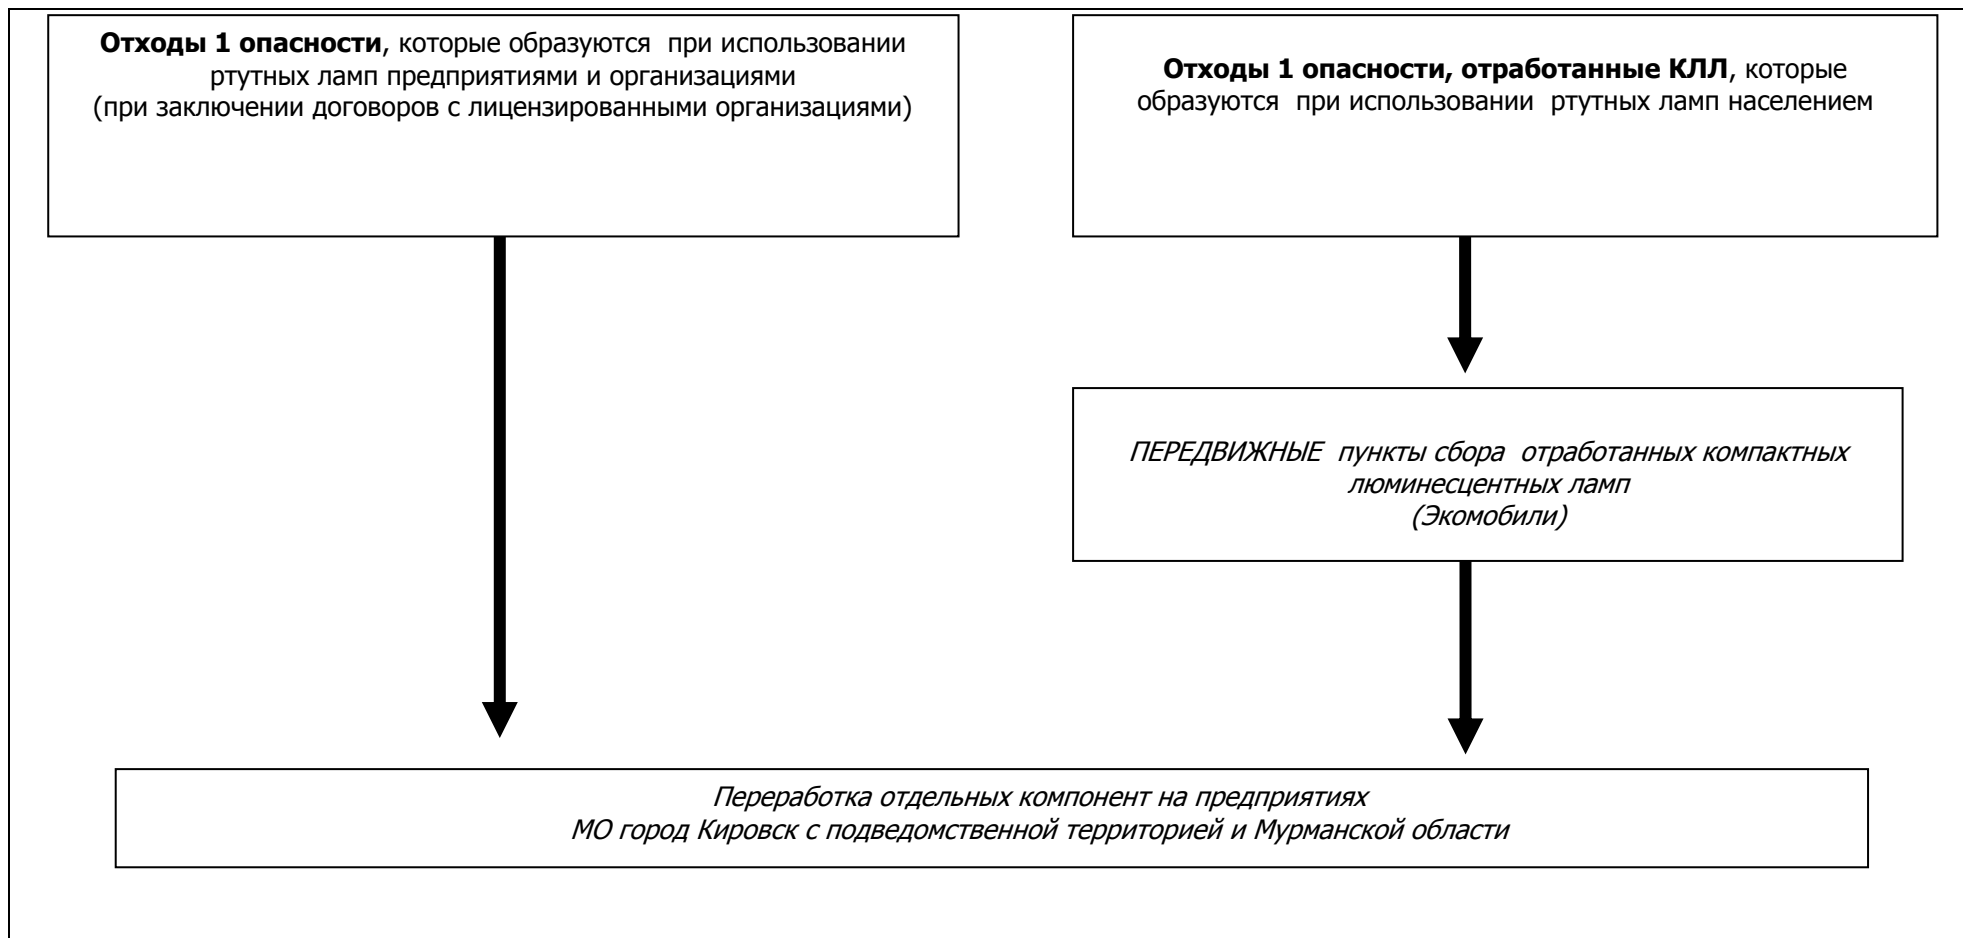 Отходы 1 опасности, которые образуются при использовании
ртутных ламп предприятиями и организациями
(при заключении договоров с лицензированными организациями)
Отходы 1 опасности, отработанные КЛЛ, которые
образуются при использовании ртутных ламп населением
ПЕРЕДВИЖНЫЕ пункты сбора отработанных компактных
люминесцентных ламп
(Экомобили)
Переработка отдельных компонент на предприятиях
МО город Кировск с подведомственной территорией и Мурманской области